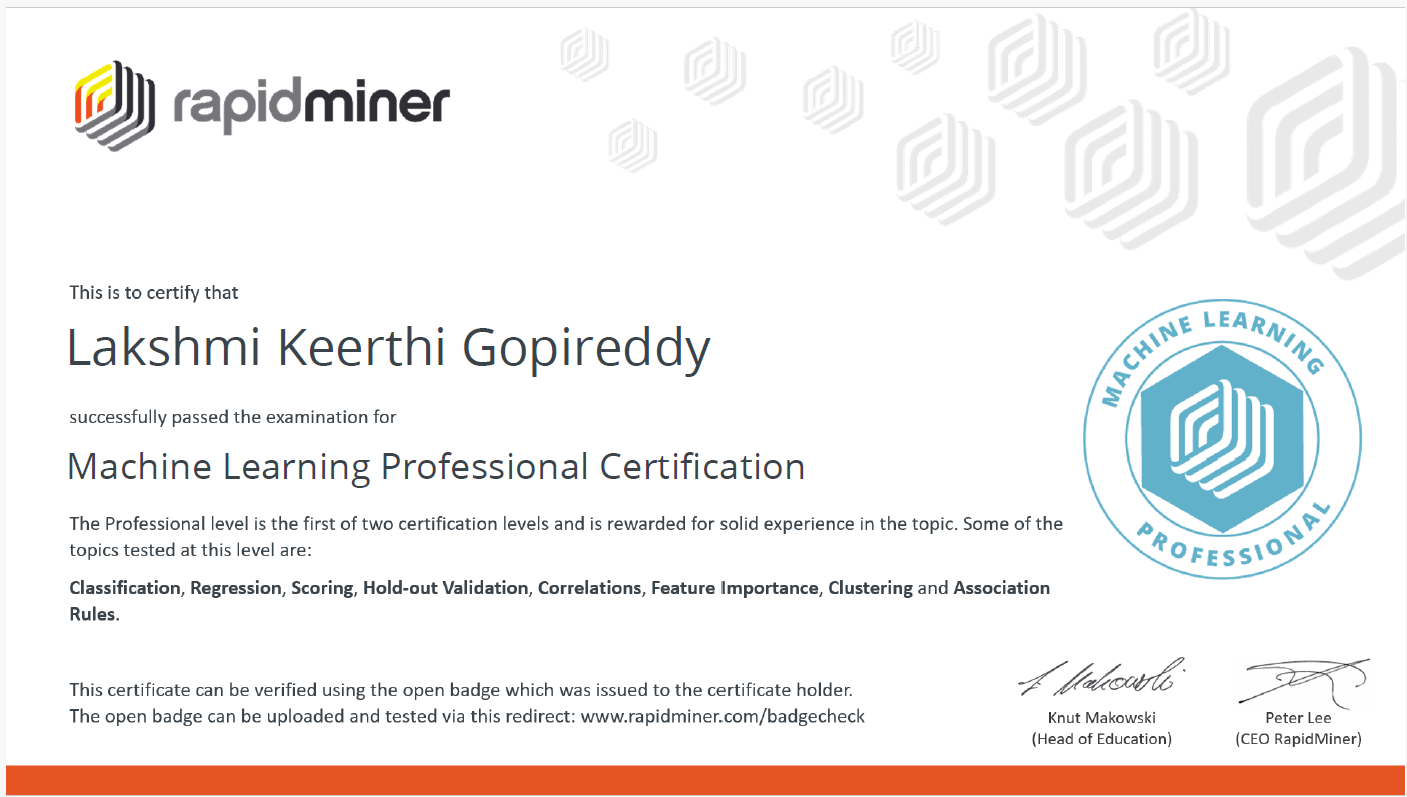 rapidminer
This is to certify that
Lakshmi Keerthi Gopireddy
successfully passed the examination for
Machine Learning Professional Certification
The Professional level is the first of two certification levels and is rewarded for solid experience in the topic. Some of the
topics tested at this level are:
Classification, Regression, Scoring, Hold-out Validation, Correlations, Feature Importance, Clustering and Association
Rules.
MACHINE LEARNING
PROFESSIONAL
This certificate can be verified using the open badge which was issued to the certificate holder.
The open badge can be uploaded and tested via this redirect: www.rapidminer.com/badgecheck
Knut Makowski
(Head of Education)
Peter Lee
(CEO RapidMiner)